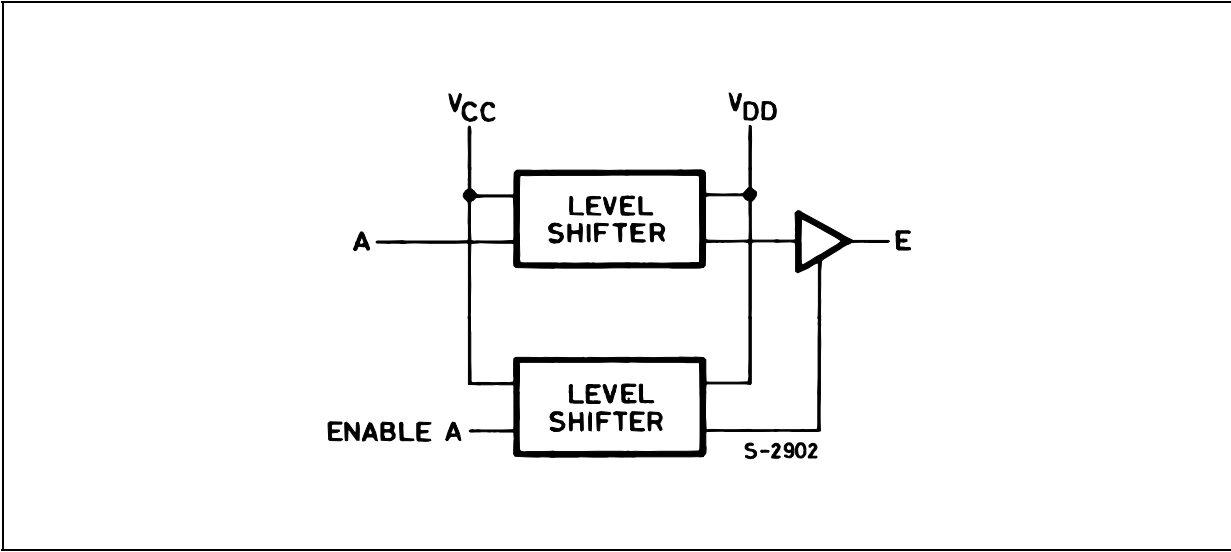 VCC
VDD
LEVEL
SHIFTER
A
E
LEVEL
SHIFTER
ENABLE A
S-2902